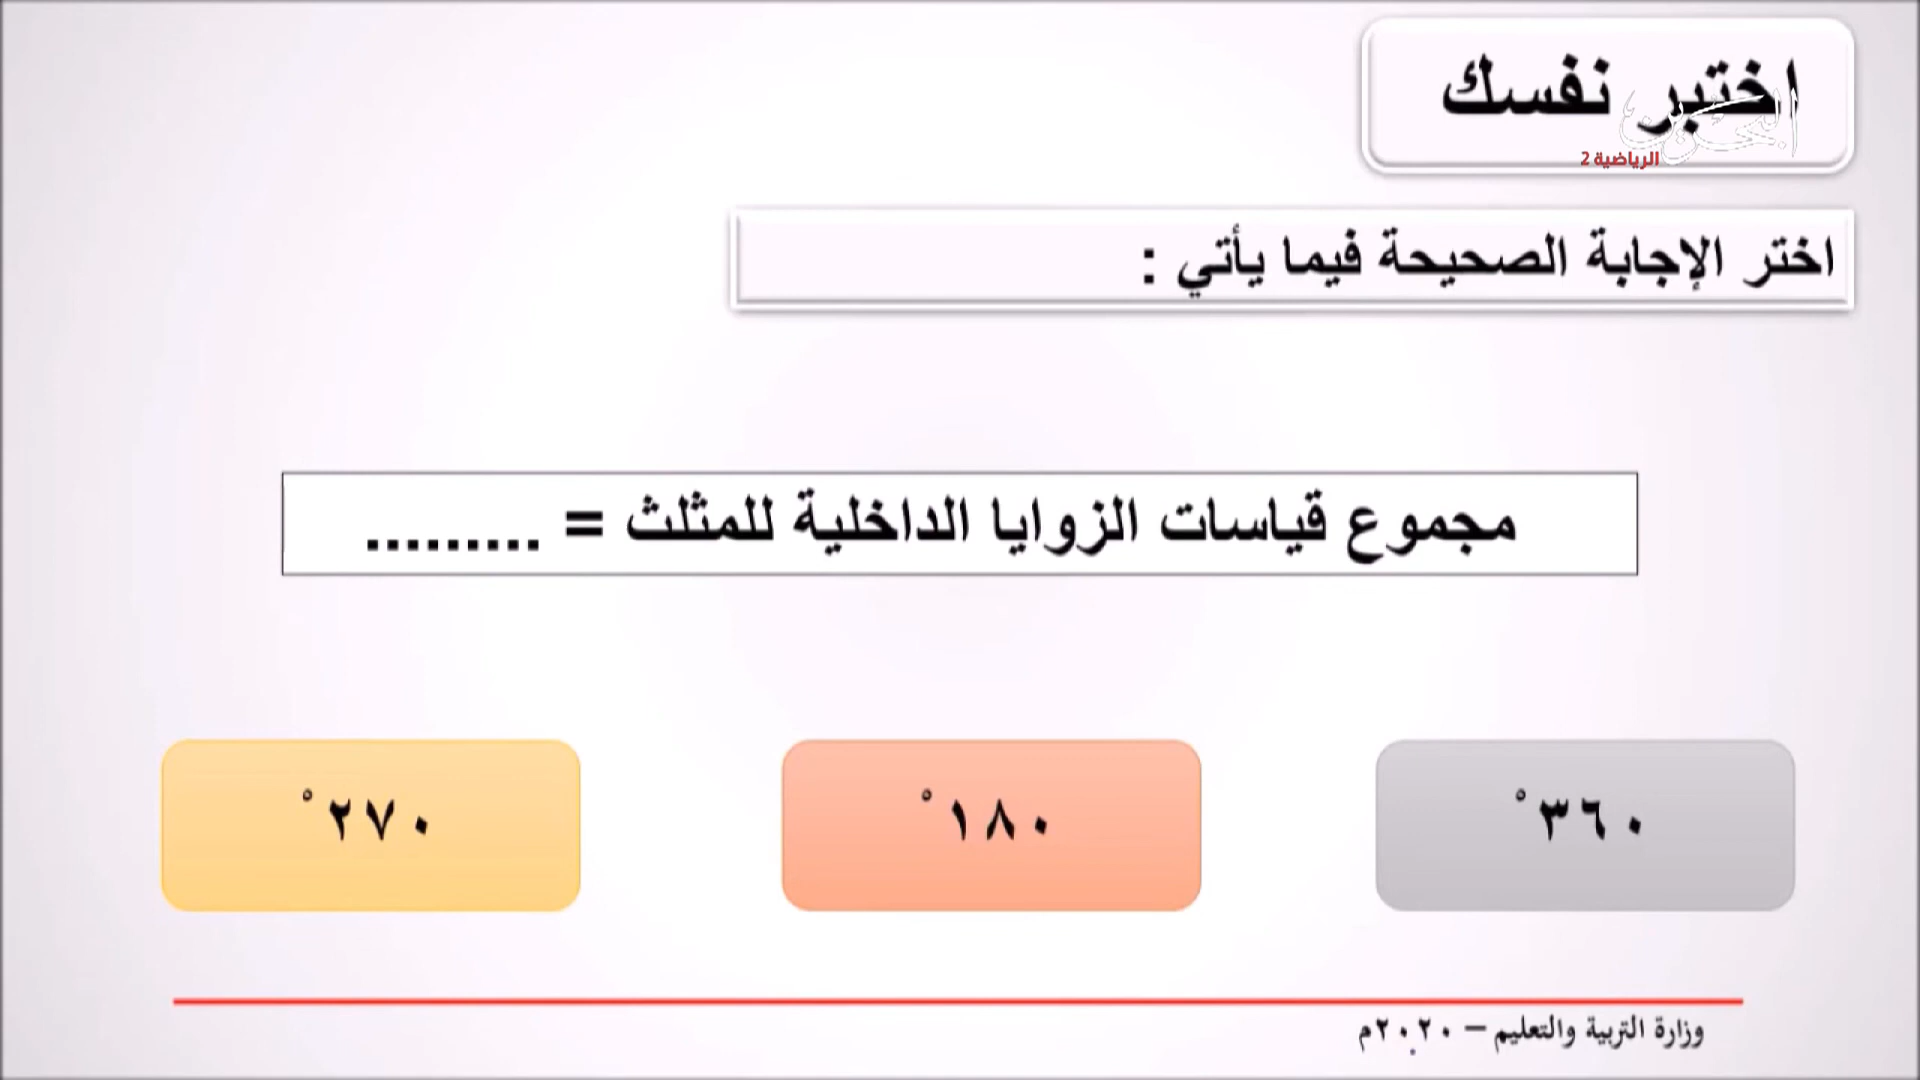 اختبر نفسك
البحرين
الرياضية 2
اختر الإجابة الصحيحة فيما يأتي :
مجموع قياسات الزوايا الداخلية للمثلث = .........
٣٦٠°
١٨٠°
٢٧٠°
وزارة التربية والتعليم – ٢٠٢٠م